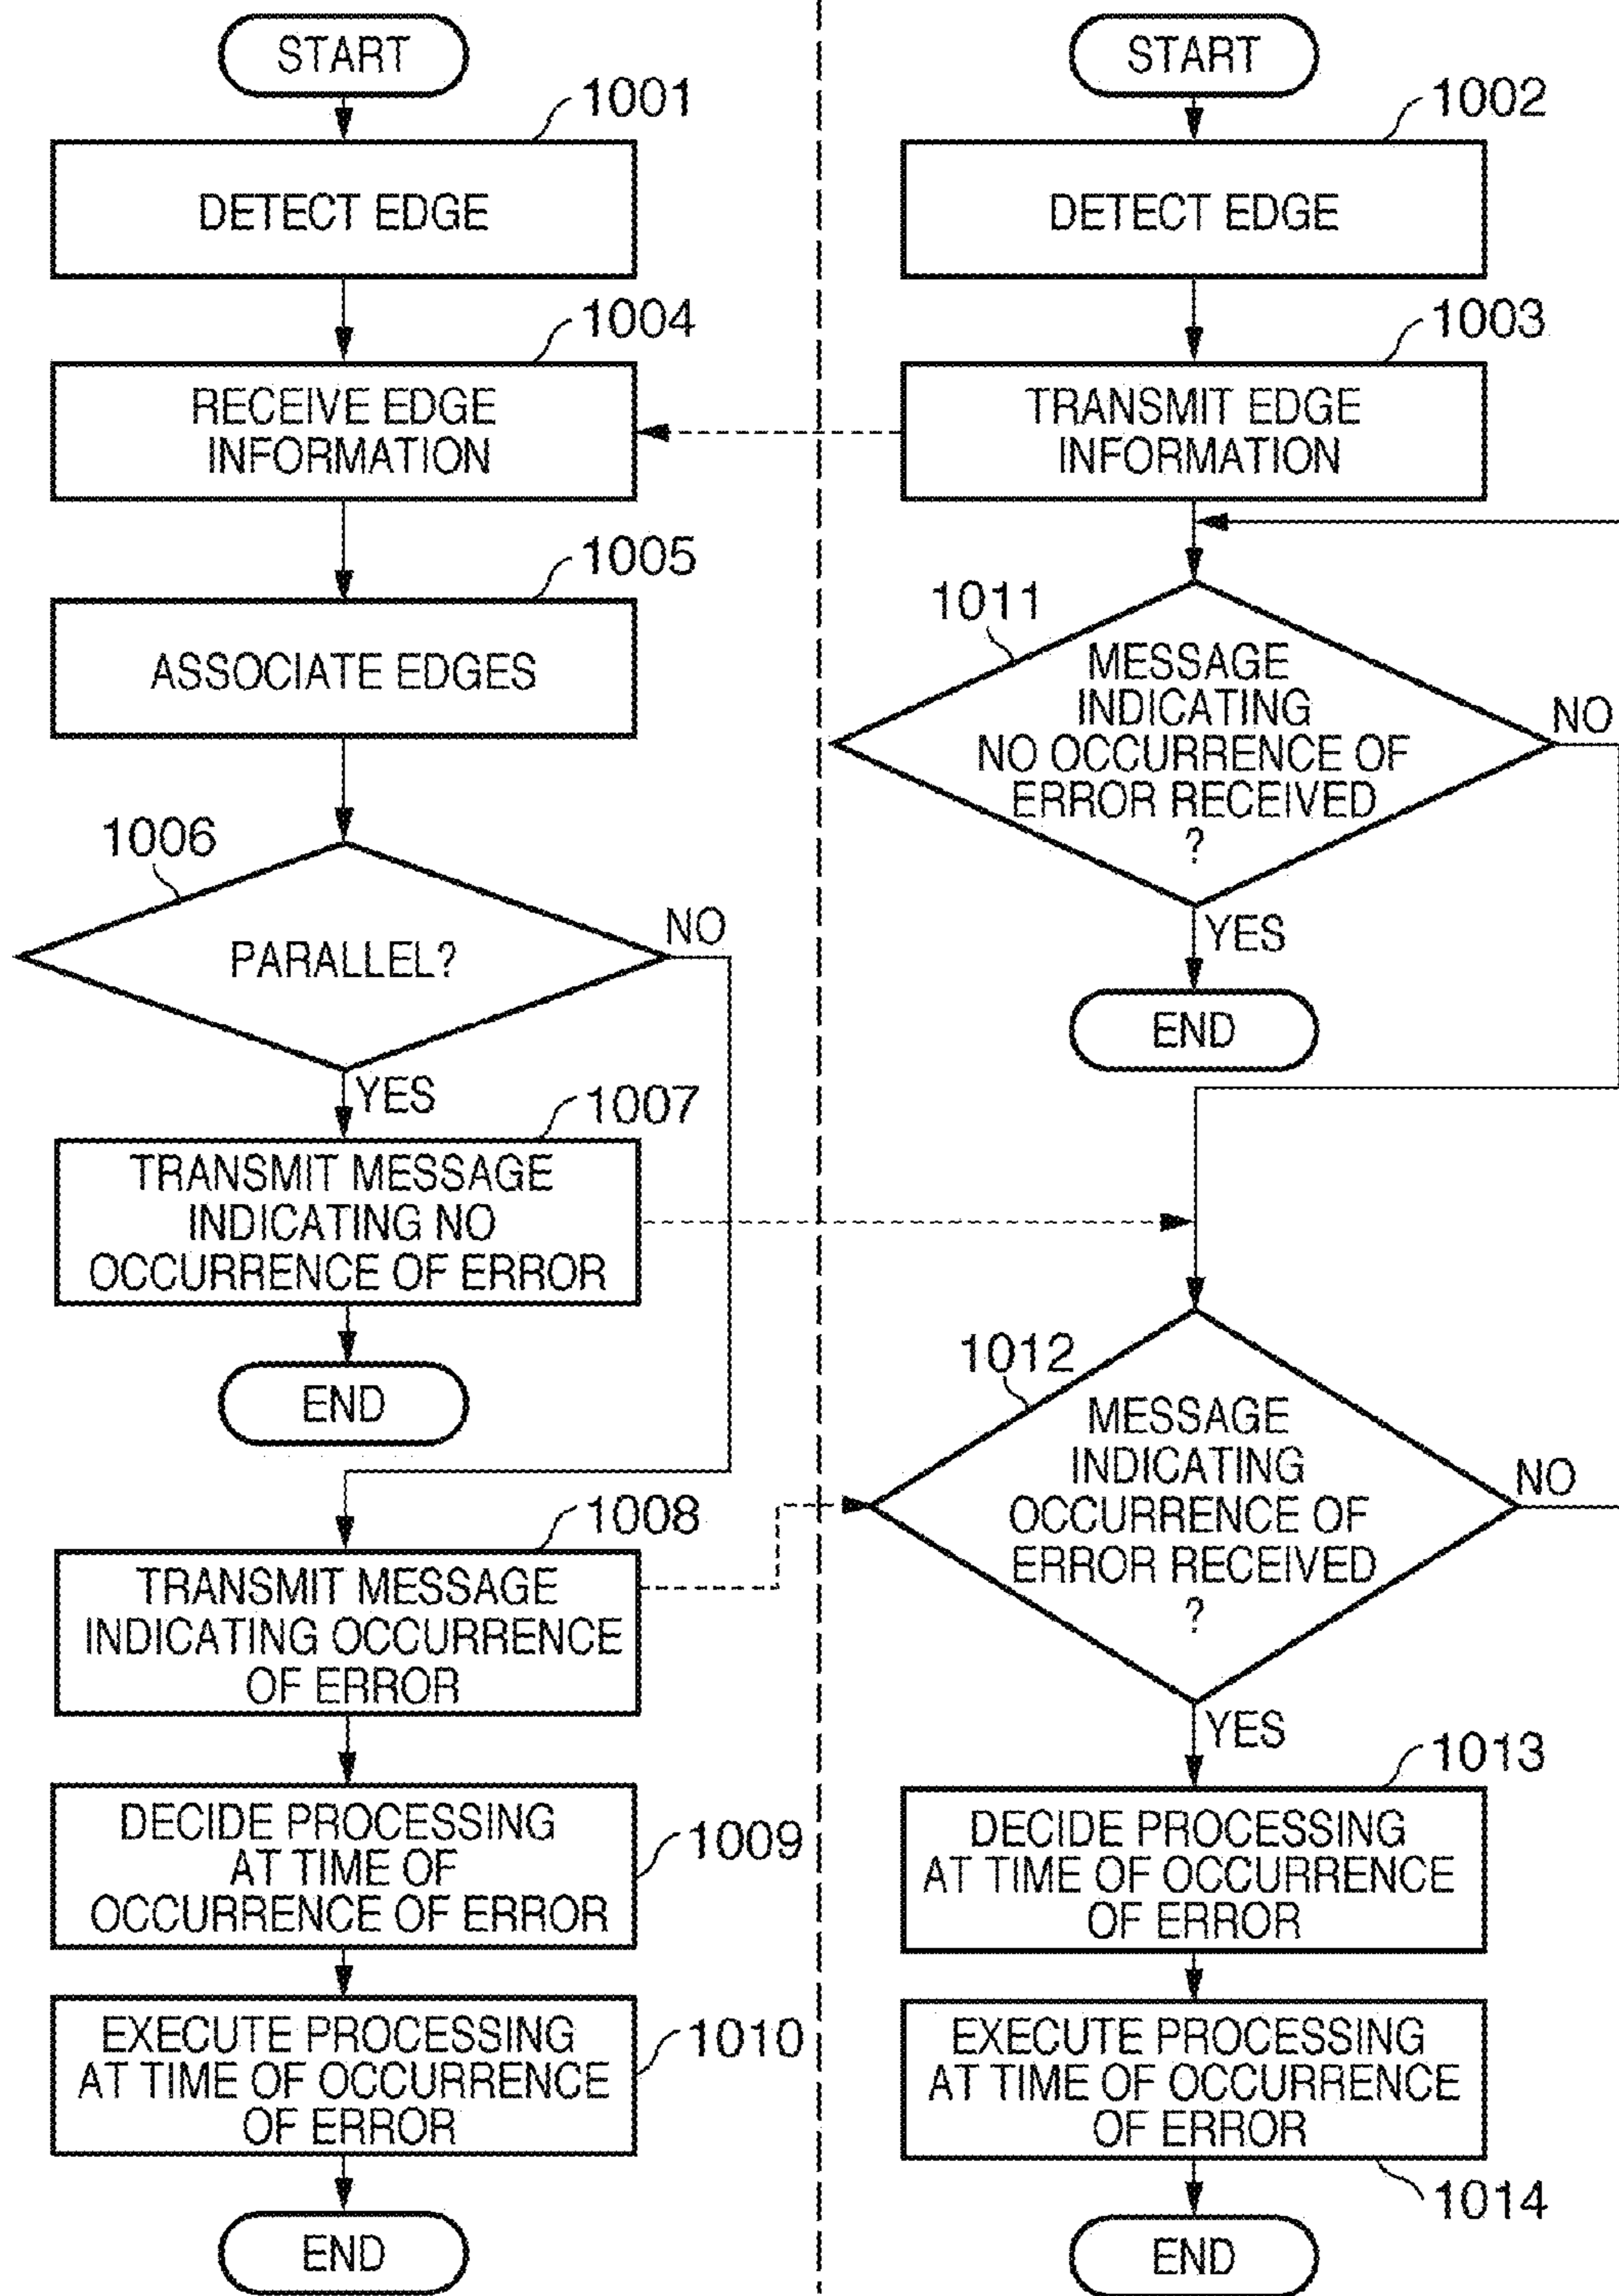 START
1001
DETECT EDGE
1004
RECEIVE EDGE
INFORMATION
1005
ASSOCIATE EDGES
1006
PARALLEL?
NO
YES
1007
TRANSMIT MESSAGE
INDICATING NO
OCCURRENCE OF ERROR
END
1008
TRANSMIT MESSAGE
INDICATING OCCURRENCE
OF ERROR
DECIDE PROCESSING
AT TIME OF
OCCURRENCE OF ERROR
1009
EXECUTE PROCESSING
AT TIME OF OCCURRENCE
OF ERROR
1010
END
START
1002
DETECT EDGE
1003
TRANSMIT EDGE
INFORMATION
1011
MESSAGE
INDICATING
NO OCCURRENCE OF
ERROR RECEIVED
?
NO
YES
END
1012
MESSAGE
INDICATING
OCCURRENCE OF
ERROR RECEIVED
?
NO
YES
1013
DECIDE PROCESSING
AT TIME OF OCCURRENCE
OF ERROR
EXECUTE PROCESSING
AT TIME OF OCCURRENCE
OF ERROR
1014
END